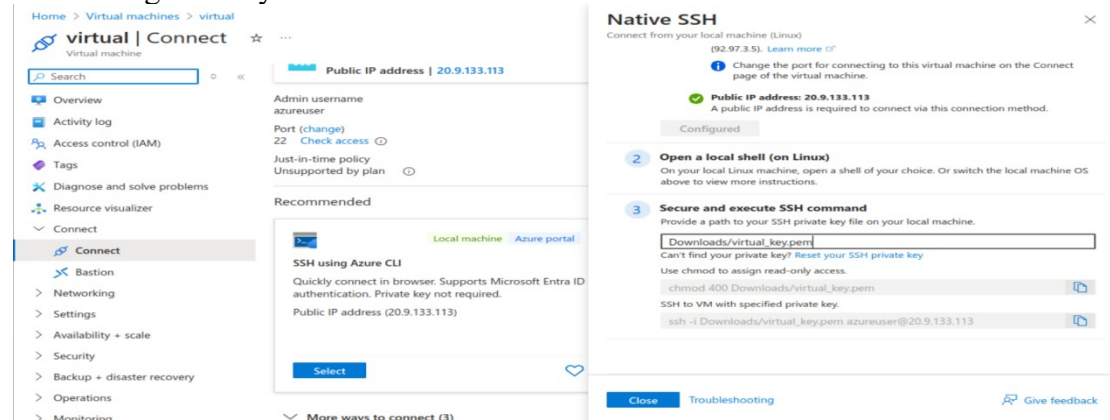 Home > Virtual machines > virtual
virtual | Connect
Virtual machine
Search
Overview
Activity log
Access control (IAM)
Tags
Diagnose and solve problems
Resource visualizer
Connect
Connect
Bastion
Networking
Settings
Availability + scale
Security
Backup + disaster recovery
Operations
Monitoring
Public IP address | 20.9.133.113
Admin username
azureuser
Port (change)
22 Check access
Just-in-time policy
Unsupported by plan
Recommended
Local machine Azure portal
SSH using Azure CLI
Quickly connect in browser. Supports Microsoft Entra ID
authentication. Private key not required.
Public IP address (20.9.133.113)
Select
More ways to connect (3)
Native SSH
Connect from your local machine (Linux)
(92.97.3.5). Learn more
Change the port for connecting to this virtual machine on the Connect
page of the virtual machine.
Public IP address: 20.9.133.113
A public IP address is required to connect via this connection method.
Configured
2 Open a local shell (on Linux)
On your local Linux machine, open a shell of your choice. Or switch the local machine OS
above to view more instructions.
3 Secure and execute SSH command
Provide a path to your SSH private key file on your local machine.
Downloads/virtual_key.pem
Can't find your private key? Reset your SSH private key
Use chmod to assign read-only access.
chmod 400 Downloads/virtual_key.pem
SSH to VM with specified private key.
ssh -i Downloads/virtual_key.pem azureuser@20.9.133.113
Close Troubleshooting Give feedback